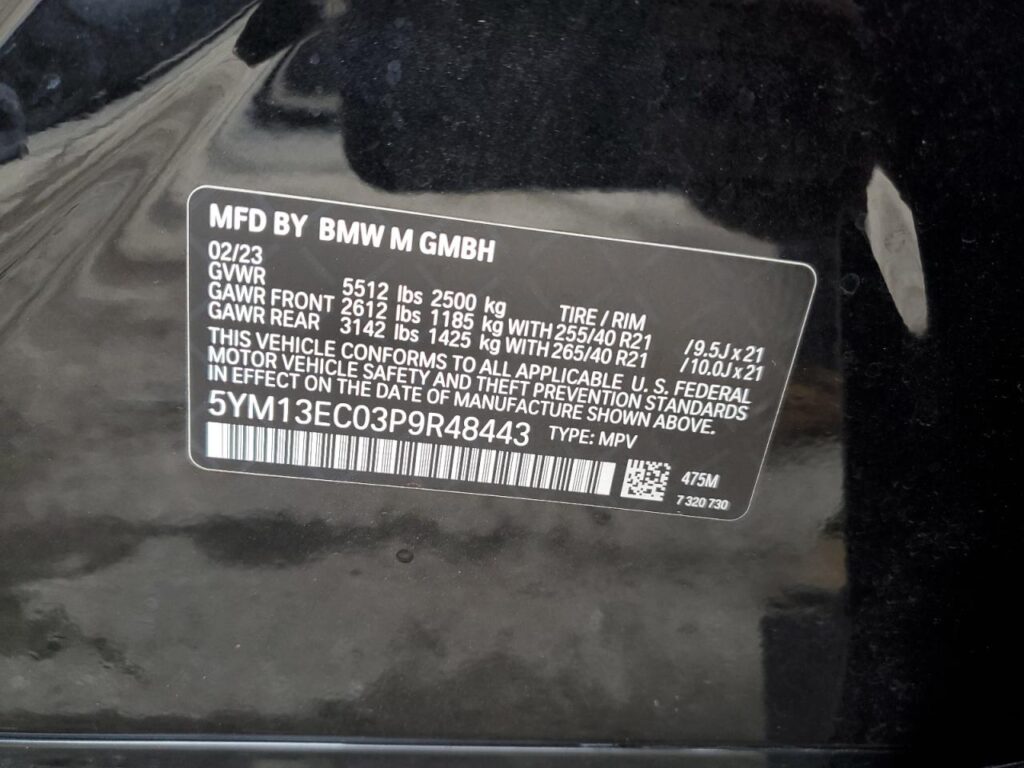 MFD BY BMW M GMBH
02/23
GVWR 5512 lbs 2500 kg TIRE / RIM
GAWR FRONT 2612 lbs 1185 kg WITH 255/40 R21 /9.5J x 21
GAWR REAR 3142 lbs 1425 kg WITH 265/40 R21 /10.0J x 21
THIS VEHICLE CONFORMS TO ALL APPLICABLE U. S. FEDERAL
MOTOR VEHICLE SAFETY AND THEFT PREVENTION STANDARDS
IN EFFECT ON THE DATE OF MANUFACTURE SHOWN ABOVE.
5YM13EC03P9R48443 TYPE: MPV
475M
7 320 730